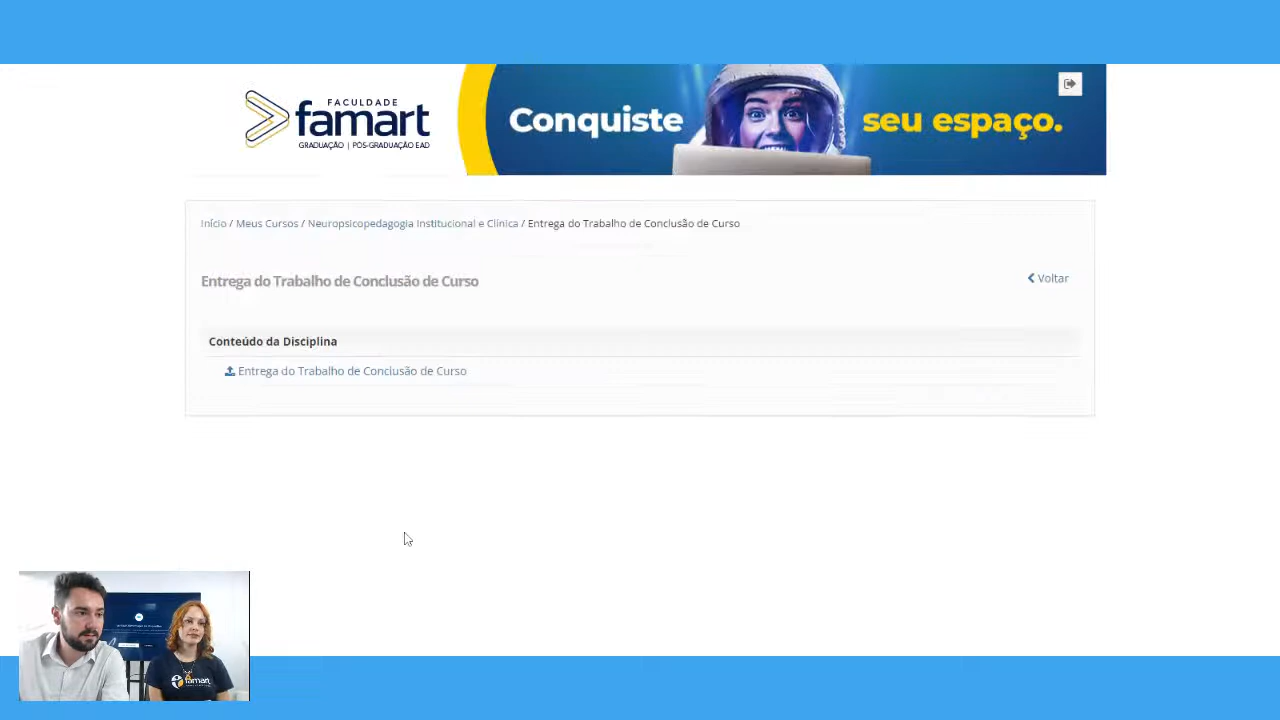 FACULDADE
famart
GRADUAÇÃO | PÓS-GRADUAÇÃO EAD
Conquiste seu espaço.
Início / Meus Cursos / Neuropsicopedagogia Institucional e Clínica / Entrega do Trabalho de Conclusão de Curso
Entrega do Trabalho de Conclusão de Curso
Voltar
Conteúdo da Disciplina
Entrega do Trabalho de Conclusão de Curso
famart